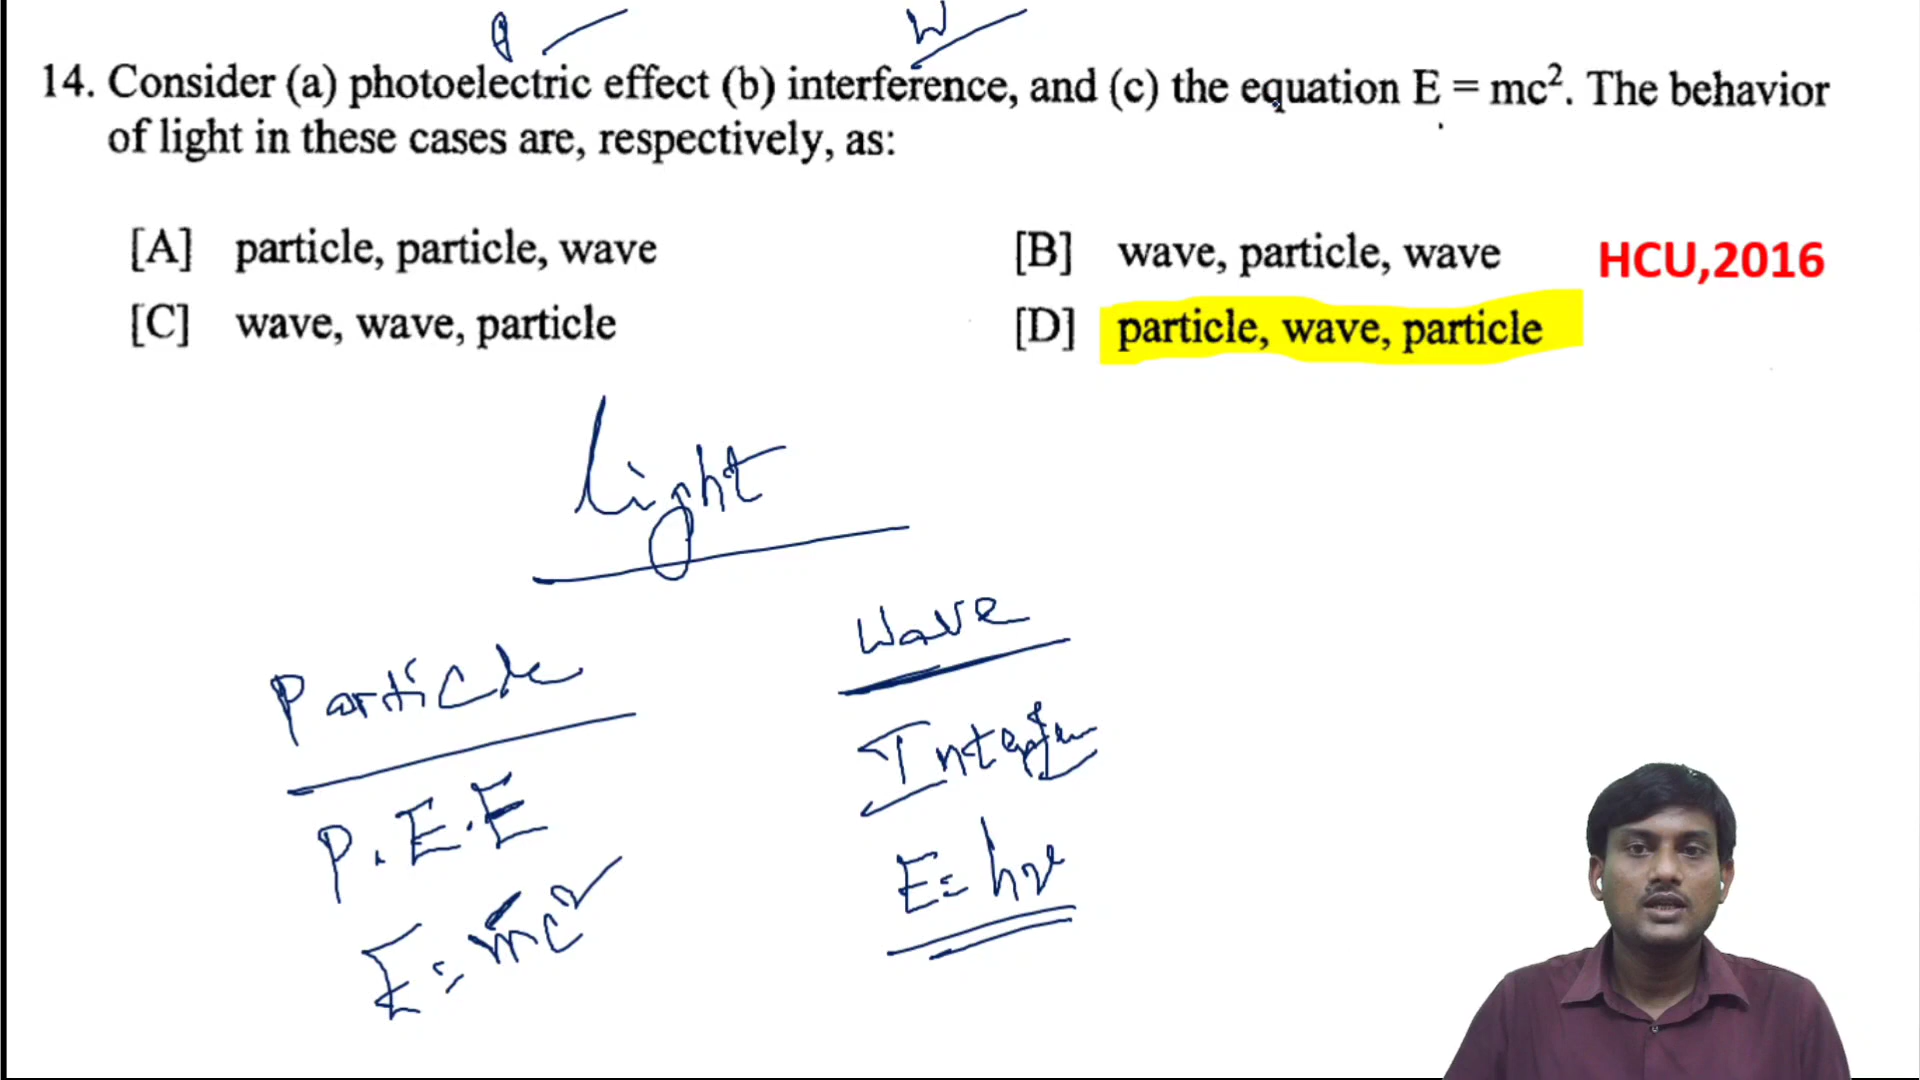 P W
14. Consider (a) photoelectric effect (b) interference, and (c) the equation E = mc². The behavior
of light in these cases are, respectively, as:
[A] particle, particle, wave [B] wave, particle, wave HCU,2016
[C] wave, wave, particle [D] particle, wave, particle
light
Particle Wave
P.E.E
E=mc²
E=hν